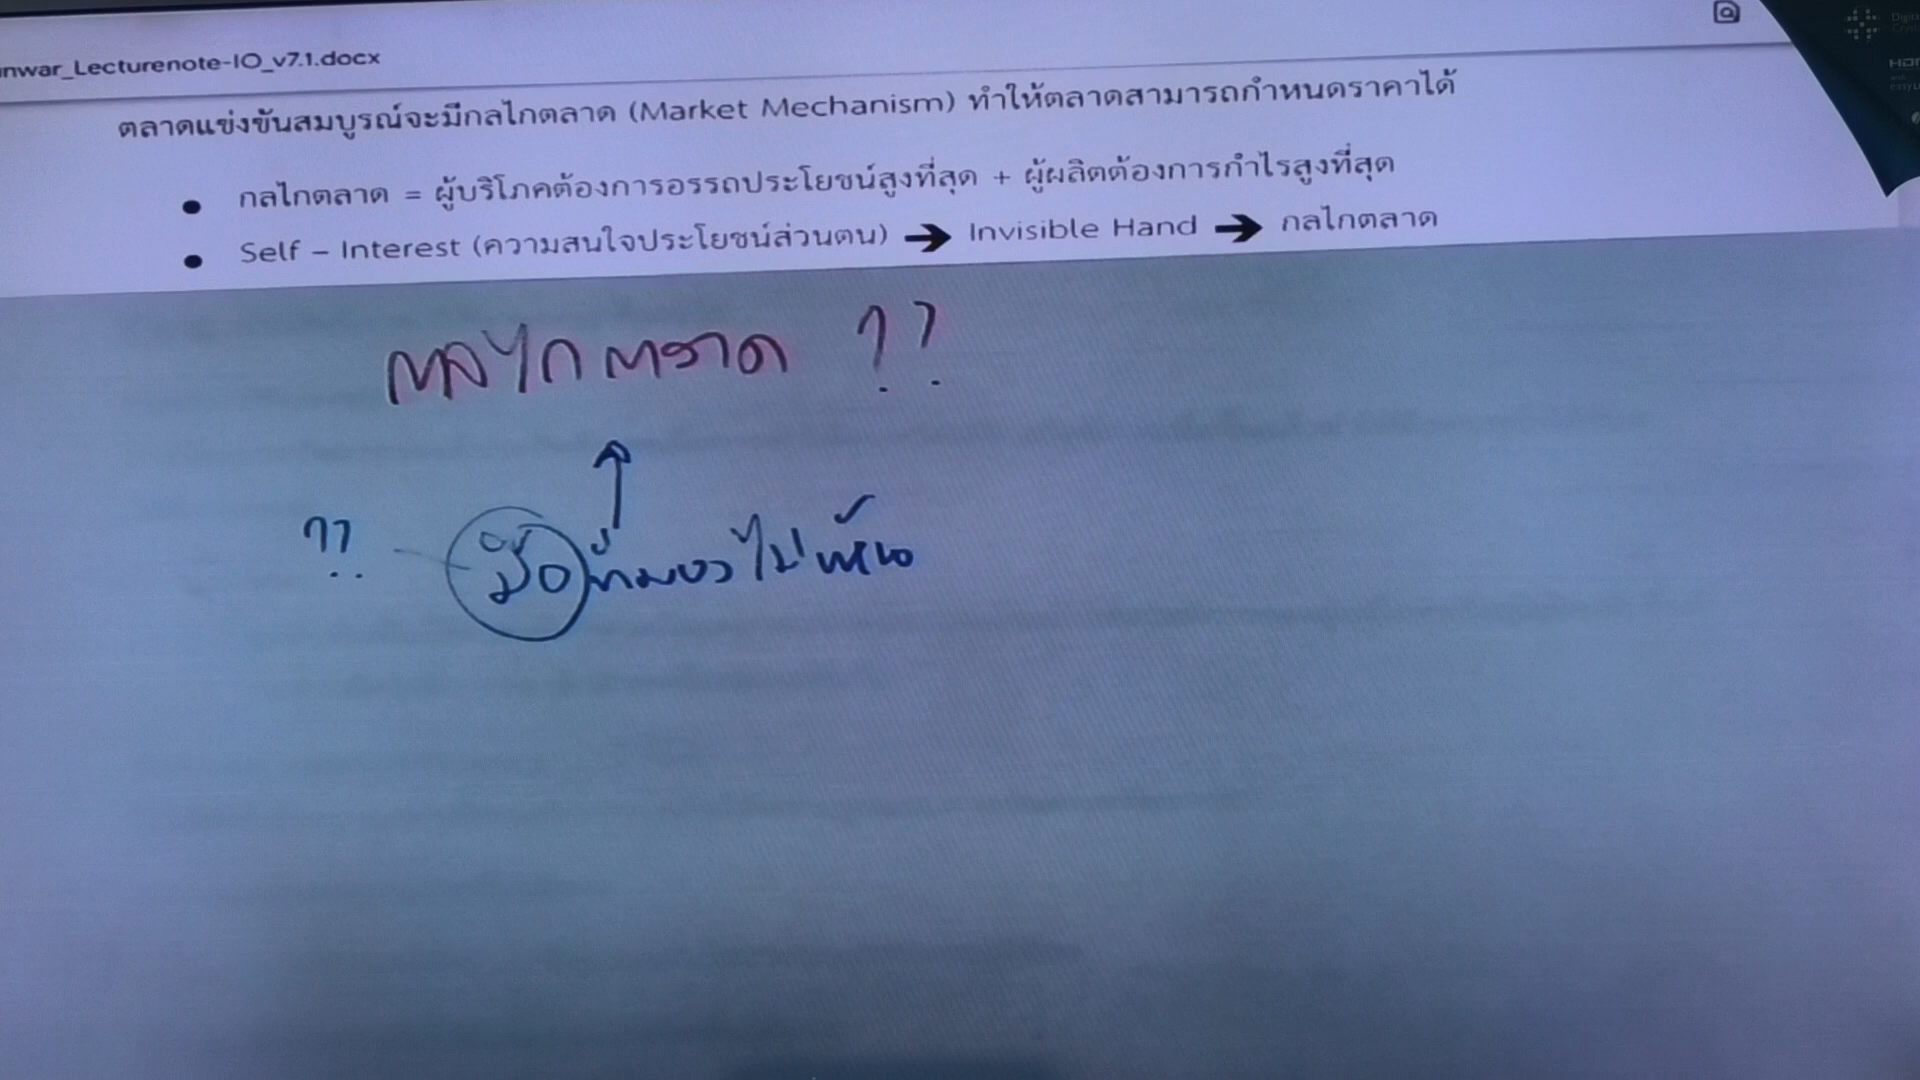 nwar_Lecturenote-IO_v7.1.docx
ตลาดแข่งขันสมบูรณ์จะมีกลไกตลาด (Market Mechanism) ทำให้ตลาดสามารถกำหนดราคาได้
● กลไกตลาด = ผู้บริโภคต้องการอรรถประโยชน์สูงที่สุด + ผู้ผลิตต้องการกำไรสูงที่สุด
● Self – Interest (ความสนใจประโยชน์ส่วนตน) ➔ Invisible Hand ➔ กลไกตลาด
กลไกตลาด ??
?? มือที่มองไม่เห็น